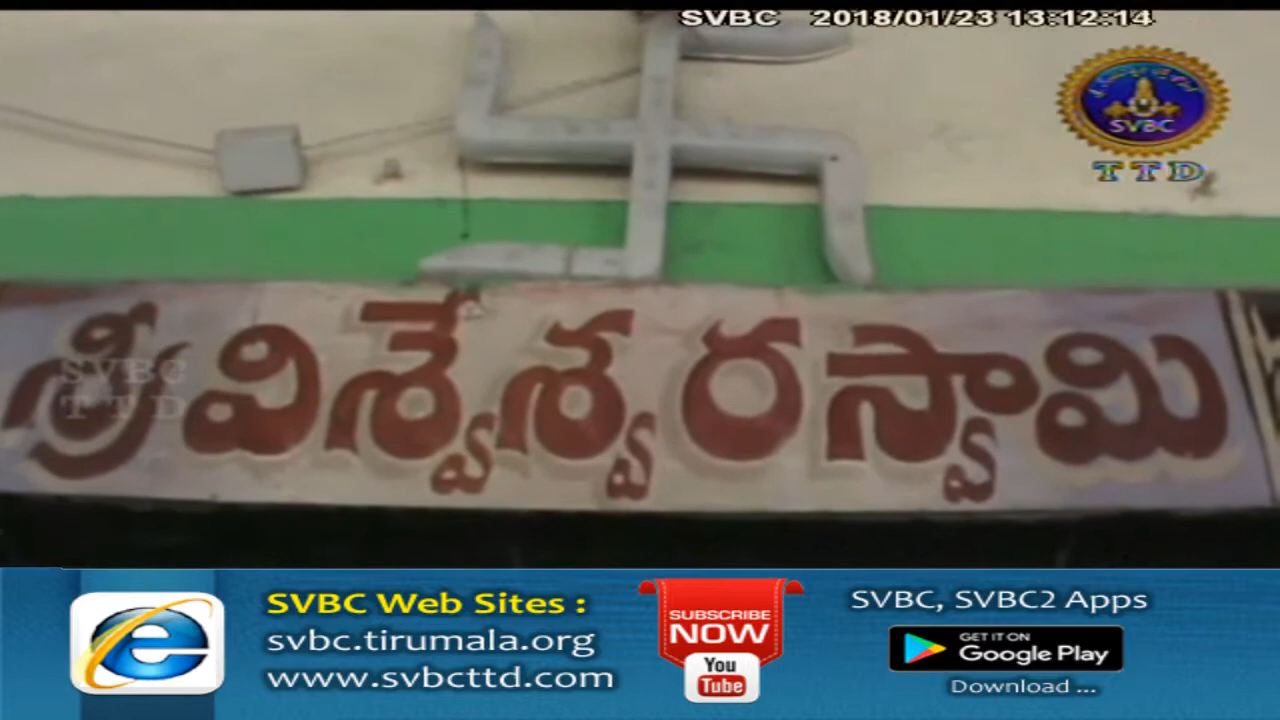 SVBC 2018/01/23 13:12:14
SVBC
TTD
శ్రీ విశ్వేశ్వరస్వామి
SVBC
TTD
SVBC Web Sites :
svbc.tirumala.org
www.svbcttd.com
SUBSCRIBE
NOW
You
Tube
SVBC, SVBC2 Apps
GET IT ON
Google Play
Download ...